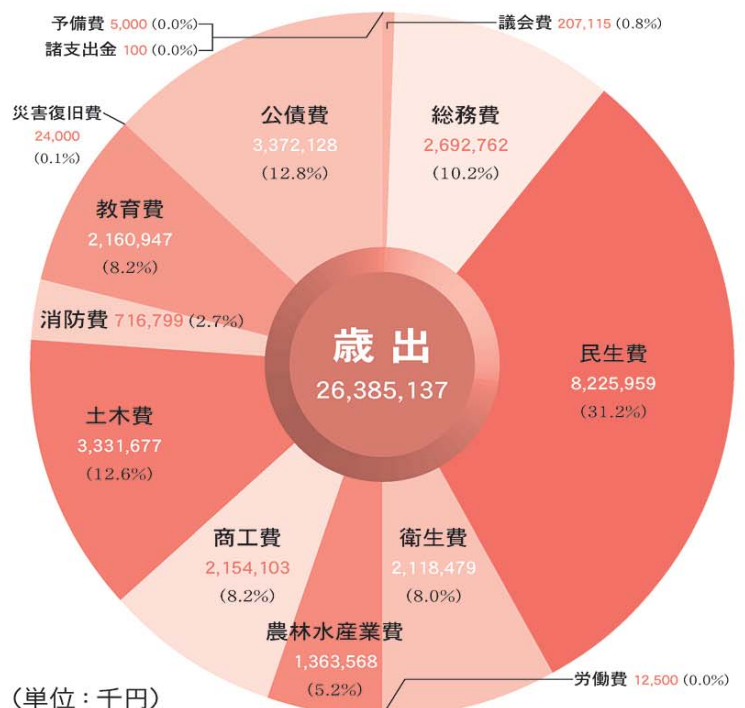 予備費 5,000 (0.0%)
諸支出金 100 (0.0%)
議会費 207,115 (0.8%)
総務費
2,692,762
(10.2%)
民生費
8,225,959
(31.2%)
衛生費
2,118,479
(8.0%)
労働費 12,500 (0.0%)
農林水産業費
1,363,568
(5.2%)
商工費
2,154,103
(8.2%)
土木費
3,331,677
(12.6%)
消防費 716,799 (2.7%)
教育費
2,160,947
(8.2%)
災害復旧費
24,000
(0.1%)
公債費
3,372,128
(12.8%)
歳出
26,385,137
(単位：千円)